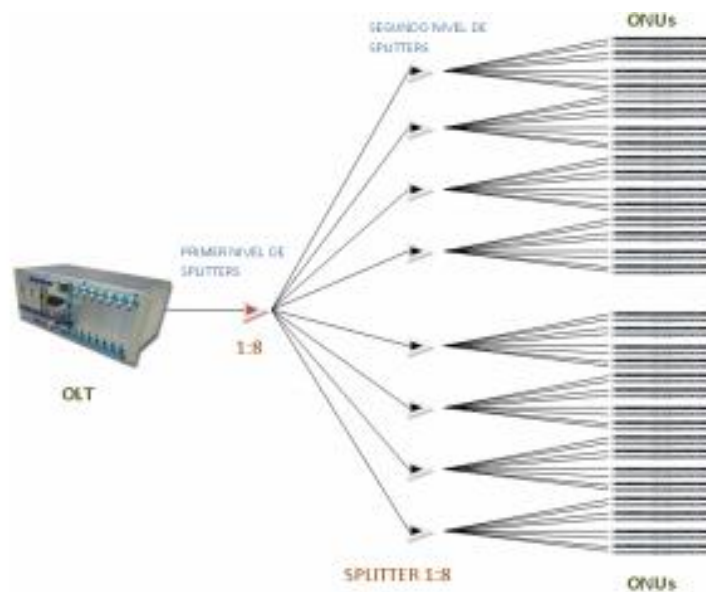 ONUs
SEGUNDO NIVEL DE
SPLITTERS
PRIMER NIVEL DE
SPLITTERS
1:8
OLT
SPLITTER 1:8
ONUs